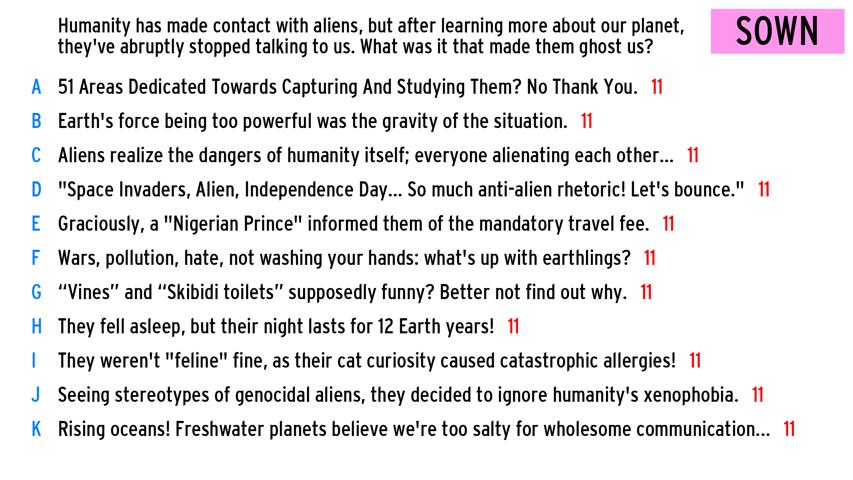 Humanity has made contact with aliens, but after learning more about our planet,
they've abruptly stopped talking to us. What was it that made them ghost us?
SOWN
A 51 Areas Dedicated Towards Capturing And Studying Them? No Thank You. 11
B Earth's force being too powerful was the gravity of the situation. 11
C Aliens realize the dangers of humanity itself; everyone alienating each other... 11
D "Space Invaders, Alien, Independence Day... So much anti-alien rhetoric! Let's bounce." 11
E Graciously, a "Nigerian Prince" informed them of the mandatory travel fee. 11
F Wars, pollution, hate, not washing your hands: what's up with earthlings? 11
G “Vines” and “Skibidi toilets” supposedly funny? Better not find out why. 11
H They fell asleep, but their night lasts for 12 Earth years! 11
I They weren't "feline" fine, as their cat curiosity caused catastrophic allergies! 11
J Seeing stereotypes of genocidal aliens, they decided to ignore humanity's xenophobia. 11
K Rising oceans! Freshwater planets believe we're too salty for wholesome communication... 11